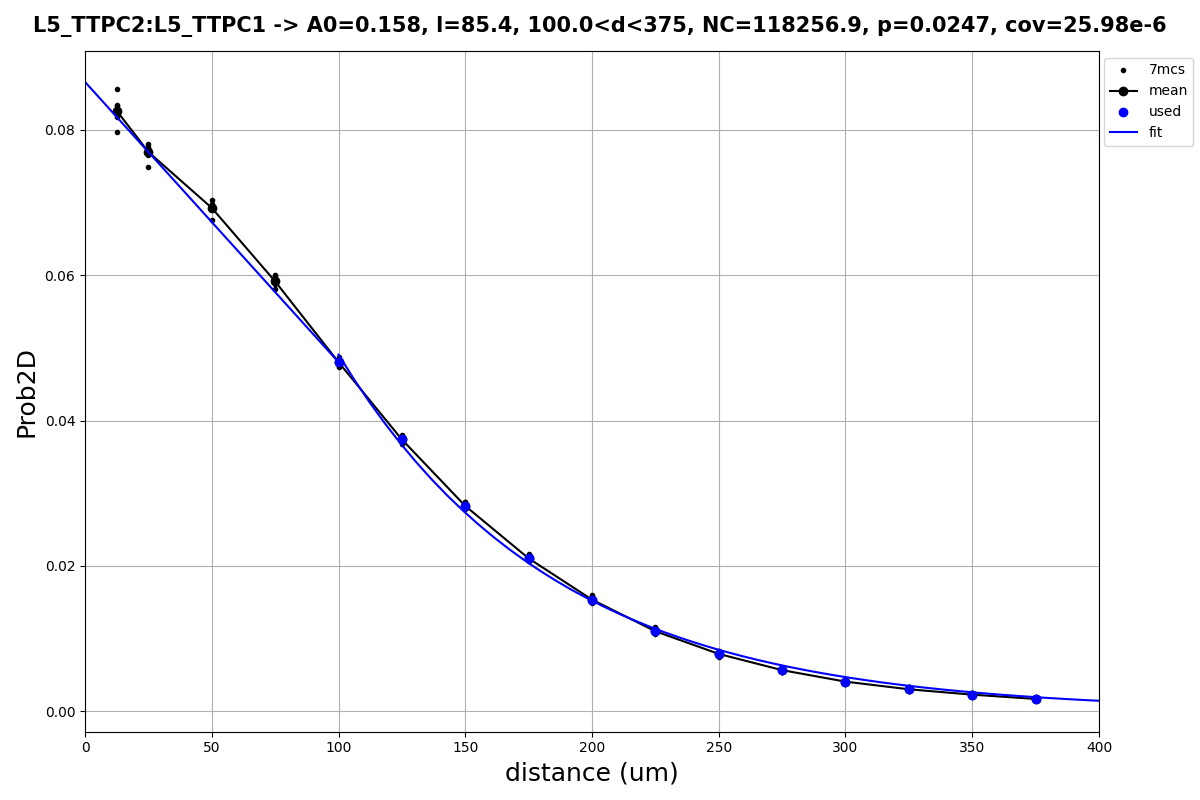 L5_TTPC2:L5_TTPC1 -> A0=0.158, l=85.4, 100.0<d<375, NC=118256.9, p=0.0247, cov=25.98e-6
7mcs
mean
used
fit
Prob2D
0.08
0.06
0.04
0.02
0.00
0 50 100 150 200 250 300 350 400
distance (um)